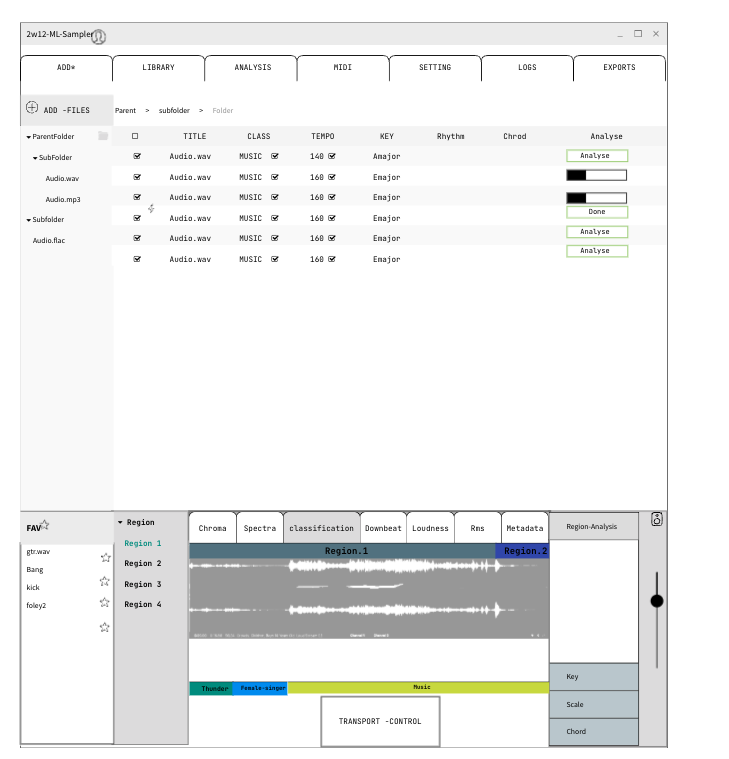 2w12-ML-Sampler
ADD* LIBRARY ANALYSIS MIDI SETTING LOGS EXPORTS
ADD -FILES Parent > subfolder > Folder
ParentFolder TITLE CLASS TEMPO KEY Rhythm Chrod Analyse
SubFolder Audio.wav MUSIC 140 Amajor Analyse
Audio.wav Audio.wav MUSIC 160 Emajor
Audio.mp3 Audio.wav MUSIC 160 Emajor
Subfolder Audio.wav MUSIC 160 Emajor Done
Audio.flac Audio.wav MUSIC 160 Emajor Analyse
Audio.wav MUSIC 160 Emajor Analyse
FAV
gtr.wav
Bang
kick
foley2
Region
Region 1
Region 2
Region 3
Region 4
Chroma Spectra classification Downbeat Loudness Rms Metadata
Region.1 Region.2
Thunder Female-singer Music
TRANSPORT -CONTROL
Region-Analysis
Key
Scale
Chord